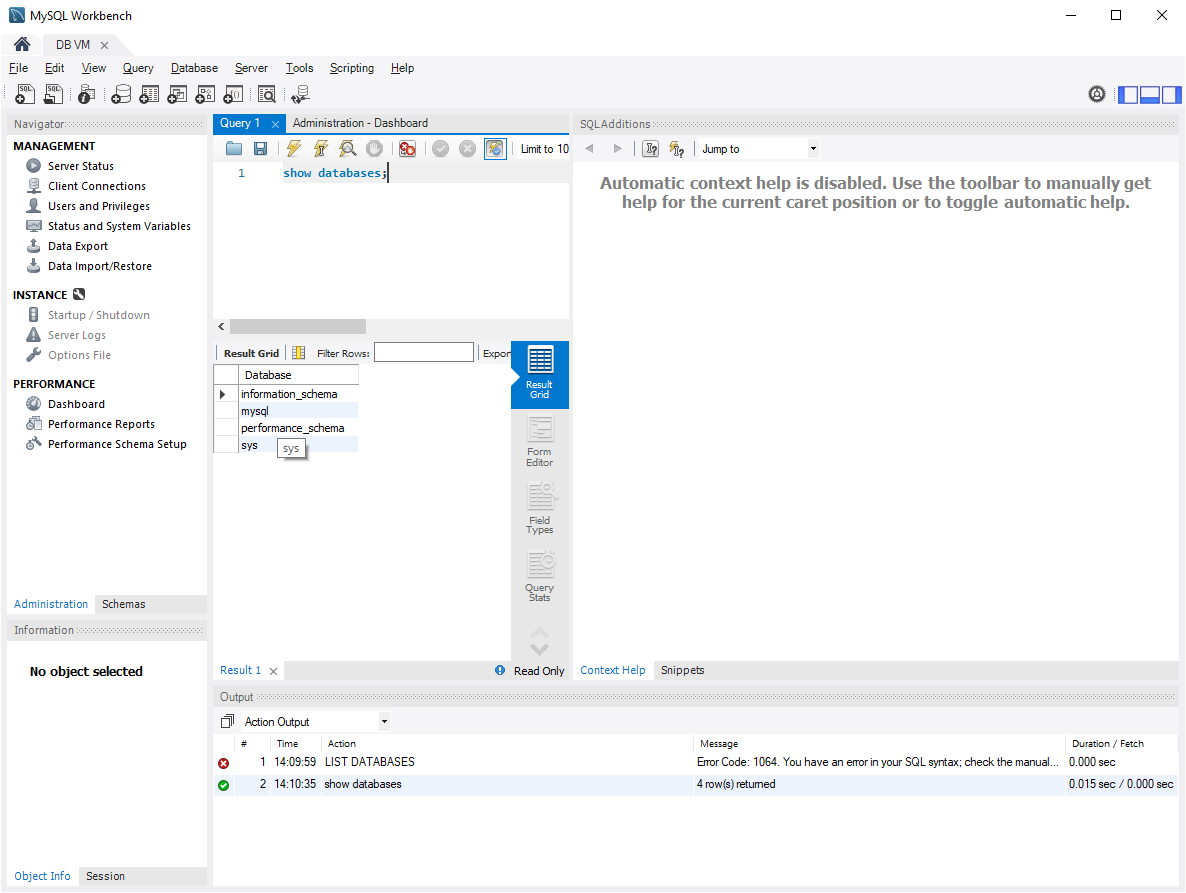 MySQL Workbench
DB VM
File Edit View Query Database Server Tools Scripting Help
Navigator
MANAGEMENT
Server Status
Client Connections
Users and Privileges
Status and System Variables
Data Export
Data Import/Restore
INSTANCE
Startup / Shutdown
Server Logs
Options File
PERFORMANCE
Dashboard
Performance Reports
Performance Schema Setup
Administration Schemas
Information
No object selected
Object Info Session
Query 1 Administration - Dashboard
Limit to 10
1 show databases;
Result Grid Filter Rows: Expor
Database
information_schema
mysql
performance_schema
sys
sys
Result
Grid
Form
Editor
Field
Types
Query
Stats
Result 1 Read Only
SQLAdditions
Jump to
Automatic context help is disabled. Use the toolbar to manually get
help for the current caret position or to toggle automatic help.
Context Help Snippets
Output
Action Output
# Time Action Message Duration / Fetch
1 14:09:59 LIST DATABASES Error Code: 1064. You have an error in your SQL syntax; check the manual... 0.000 sec
2 14:10:35 show databases 4 row(s) returned 0.015 sec / 0.000 sec